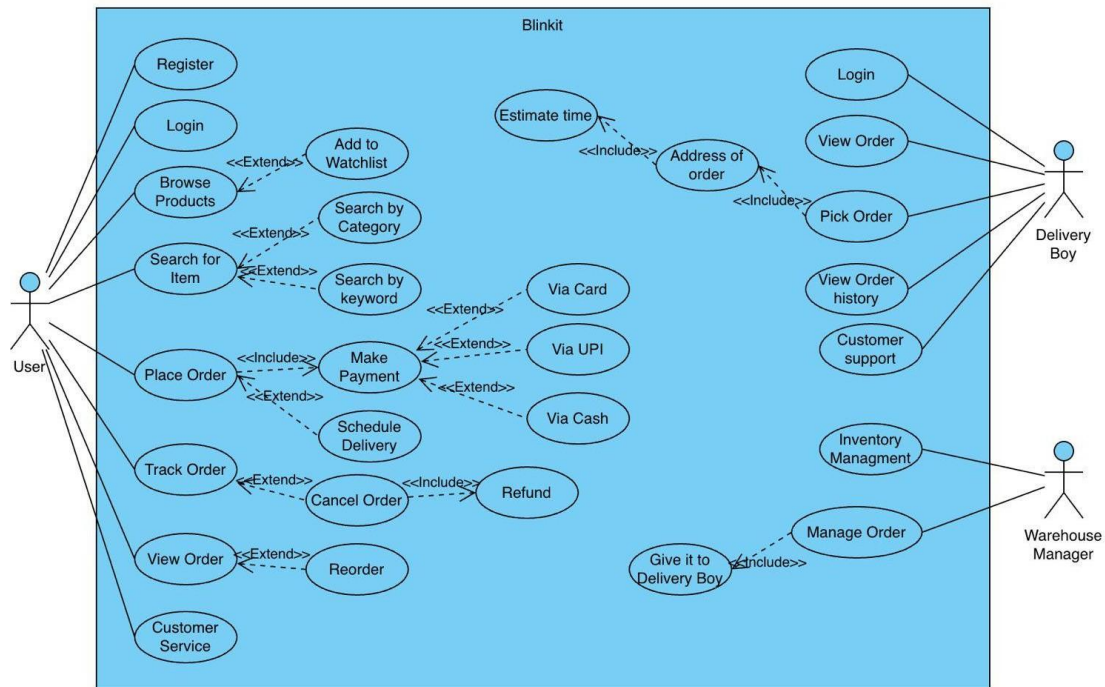 Blinkit
Register
Login
Browse
Products
Search for
Item
Place Order
Track Order
View Order
Customer
Service
User
<<Extend>>
Add to
Watchlist
<<Extend>>
Search by
Category
<<Extend>>
Search by
keyword
<<Include>>
Make
Payment
<<Extend>>
Schedule
Delivery
<<Extend>>
Via Card
<<Extend>>
Via UPI
<<Extend>>
Via Cash
<<Extend>>
Cancel Order
<<Include>>
Refund
<<Extend>>
Reorder
Estimate time
<<Include>>
Address of
order
<<Include>>
Login
View Order
Pick Order
View Order
history
Customer
support
Delivery
Boy
Inventory
Managment
Manage Order
<<Include>>
Give it to
Delivery Boy
Warehouse
Manager